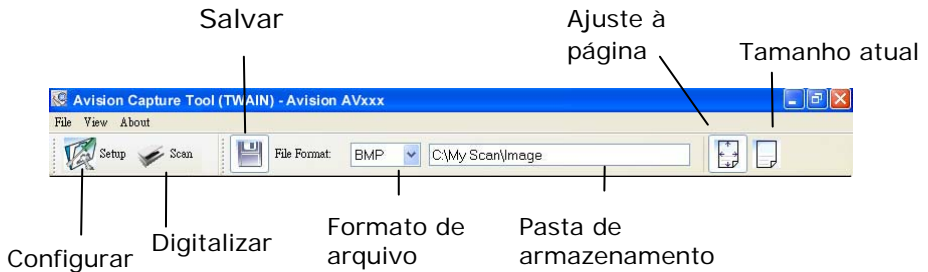 Salvar
Ajuste à
página
Tamanho atual
Avision Capture Tool (TWAIN) - Avision AVxxx
File View About
Setup Scan File Format: BMP C:\My Scan\Image
Configurar
Digitalizar
Formato de
arquivo
Pasta de
armazenamento